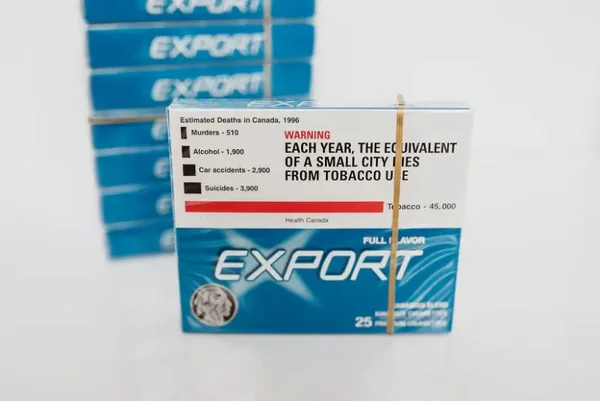 EXPORT
EXPORT
EXPORT
EXPORT
Estimated Deaths in Canada, 1996
Murders - 510
Alcohol - 1,900
Car accidents - 2,900
Suicides - 3,900
WARNING
EACH YEAR, THE EQUIVALENT
OF A SMALL CITY DIES
FROM TOBACCO USE
Tobacco - 45,000
Health Canada
FULL FLAVOR
EXPORT
25